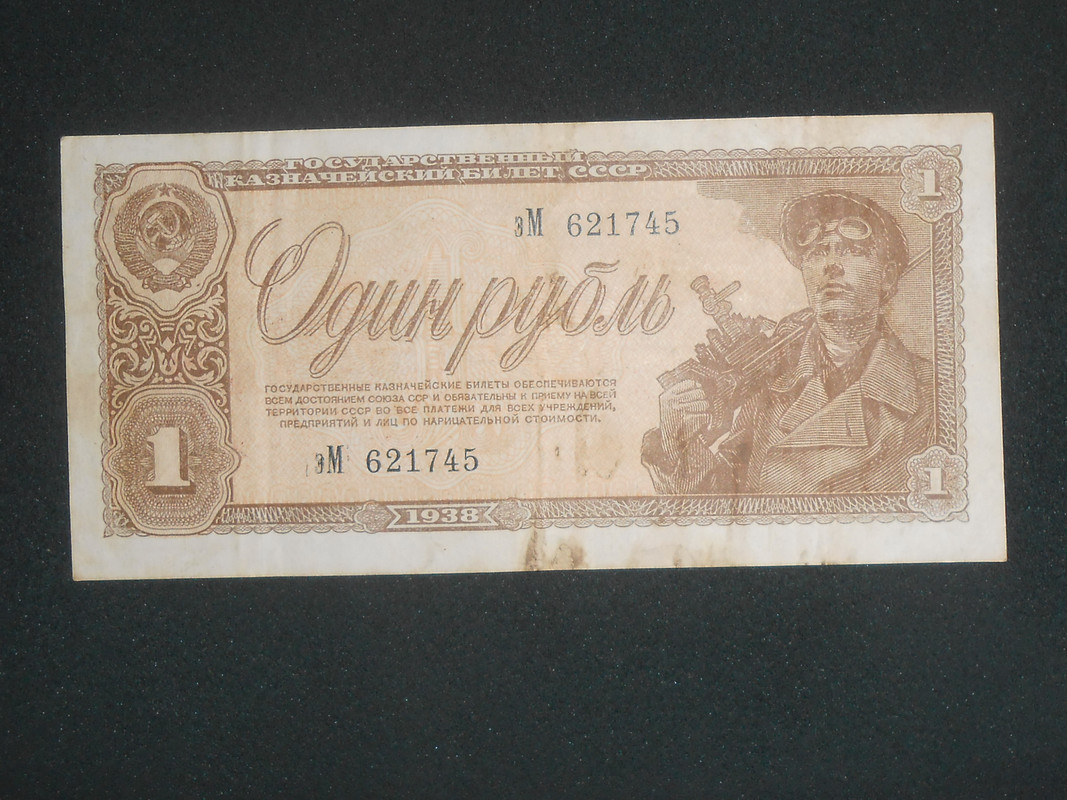 ГОСУДАРСТВЕННЫЙ
КАЗНАЧЕЙСКИЙ БИЛЕТ СССР
1
эМ 621745
Один рубль
ГОСУДАРСТВЕННЫЕ КАЗНАЧЕЙСКИЕ БИЛЕТЫ ОБЕСПЕЧИВАЮТСЯ
ВСЕМ ДОСТОЯНИЕМ СОЮЗА ССР И ОБЯЗАТЕЛЬНЫ К ПРИЕМУ НА ВСЕЙ
ТЕРРИТОРИИ СССР ВО ВСЕ ПЛАТЕЖИ ДЛЯ ВСЕХ УЧРЕЖДЕНИЙ,
ПРЕДПРИЯТИЙ И ЛИЦ ПО НАРИЦАТЕЛЬНОЙ СТОИМОСТИ.
1
эМ 621745
1
1938